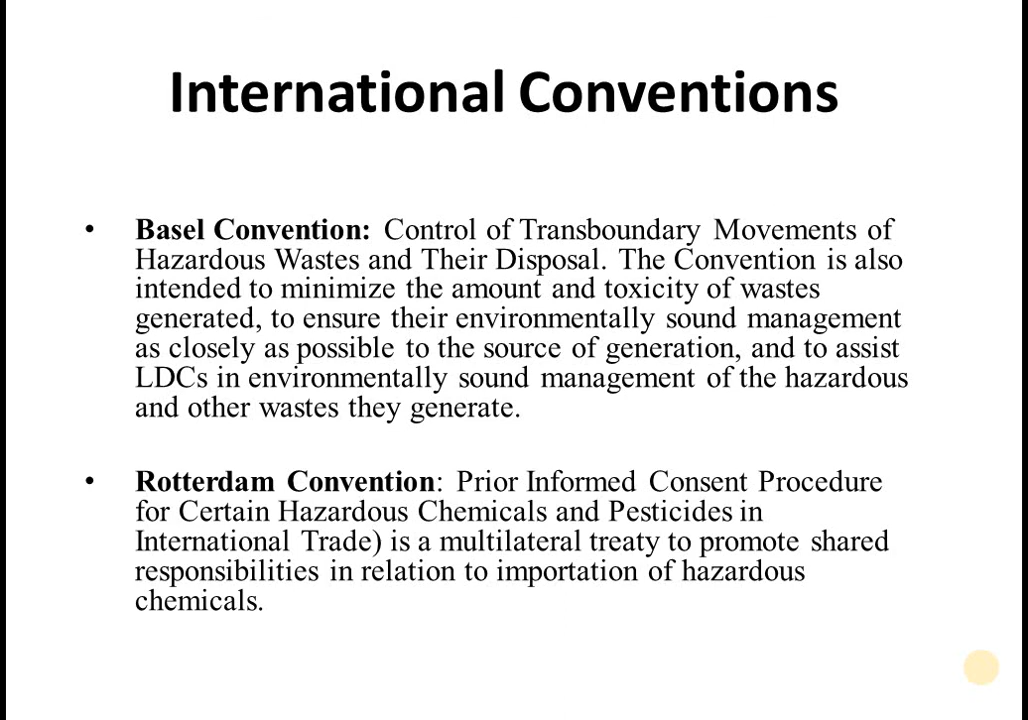 International Conventions
• Basel Convention: Control of Transboundary Movements of
Hazardous Wastes and Their Disposal. The Convention is also
intended to minimize the amount and toxicity of wastes
generated, to ensure their environmentally sound management
as closely as possible to the source of generation, and to assist
LDCs in environmentally sound management of the hazardous
and other wastes they generate.
• Rotterdam Convention: Prior Informed Consent Procedure
for Certain Hazardous Chemicals and Pesticides in
International Trade) is a multilateral treaty to promote shared
responsibilities in relation to importation of hazardous
chemicals.